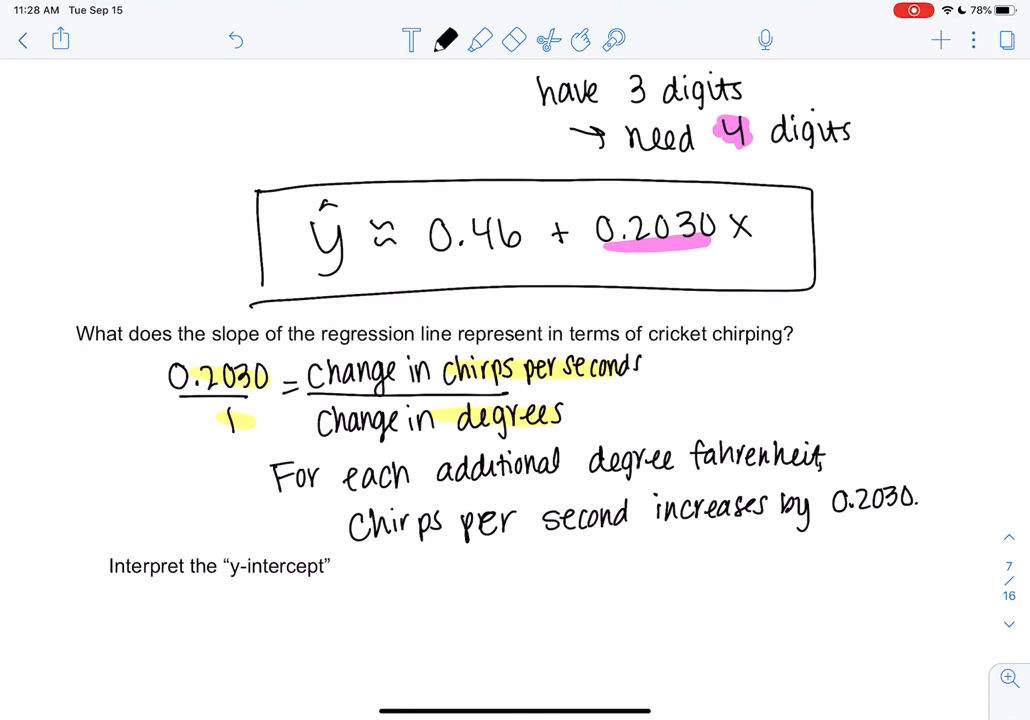 11:28 AM Tue Sep 15
78%
have 3 digits
→ need 4 digits
ŷ ≈ 0.46 + 0.2030 x
What does the slope of the regression line represent in terms of cricket chirping?
0.2030 = change in chirps per seconds
1 change in degrees
For each additional degree fahrenheit,
chirps per second increases by 0.2030.
Interpret the “y-intercept”
7
/
16